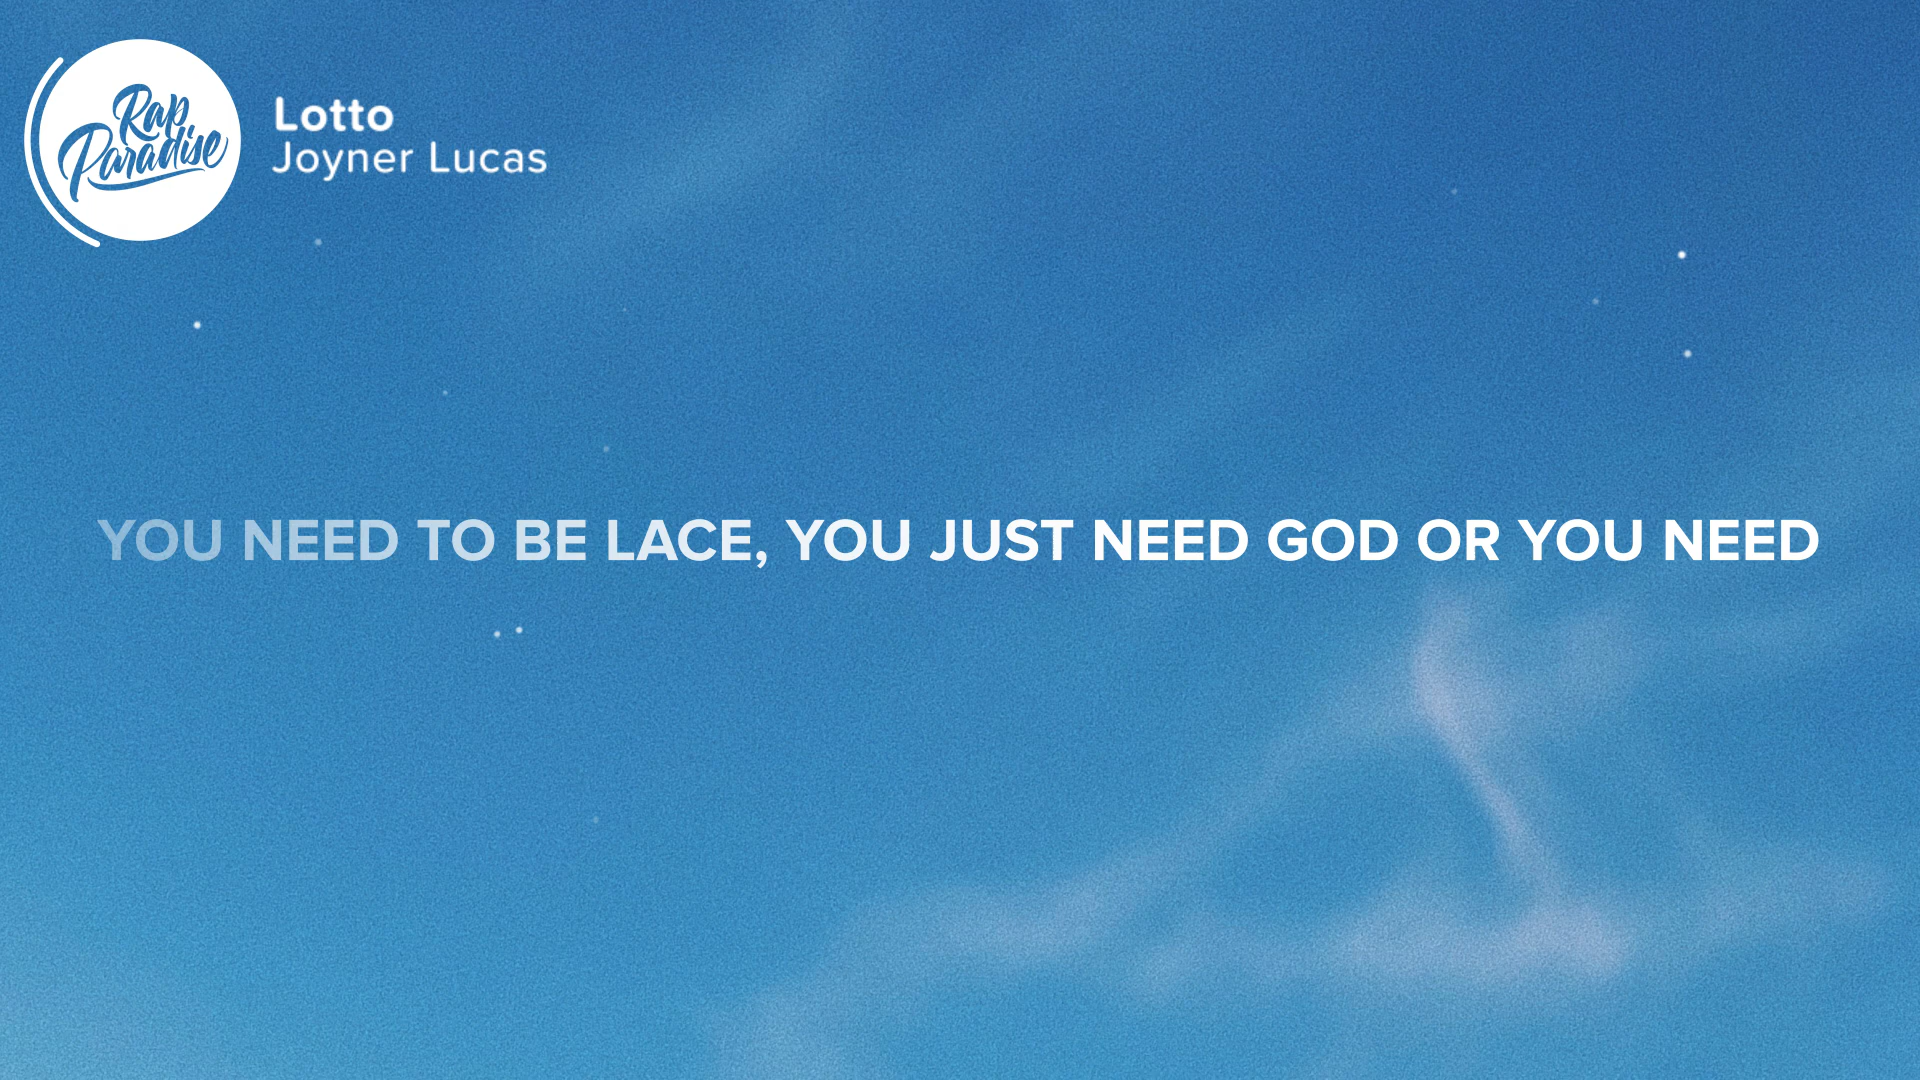 Rap
Paradise
Lotto
Joyner Lucas
YOU NEED TO BE LACE, YOU JUST NEED GOD OR YOU NEED